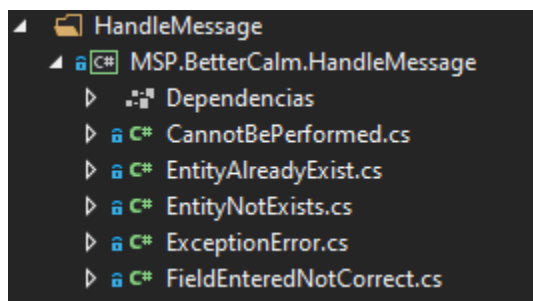 HandleMessage
C# MSP.BetterCalm.HandleMessage
Dependencias
C# CannotBePerformed.cs
C# EntityAlreadyExist.cs
C# EntityNotExists.cs
C# ExceptionError.cs
C# FieldEnteredNotCorrect.cs